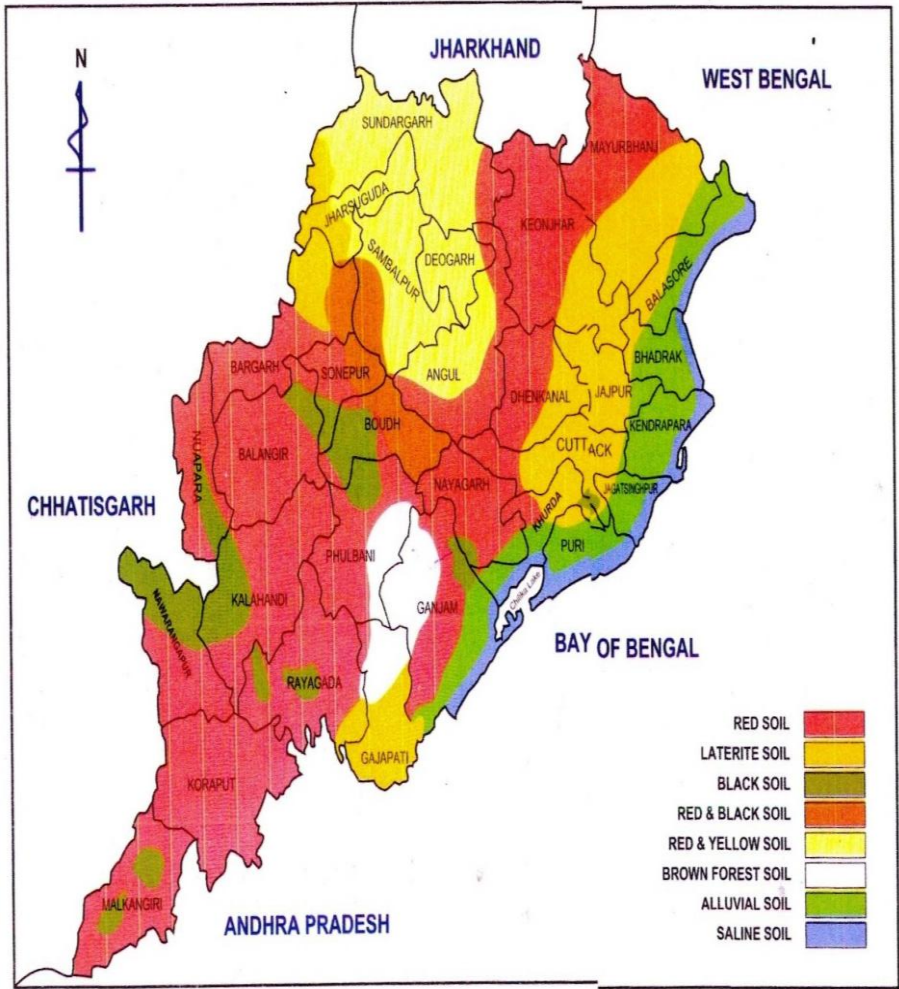 JHARKHAND
N
WEST BENGAL
SUNDARGARH
MAYURBHANJ
JHARSUGUDA
KEONJHAR
SAMBALPUR
DEOGARH
BALASORE
BHADRAK
BARGARH
SONEPUR
ANGUL
DHENKANAL
JAJPUR
KENDRAPARA
BOUDH
NUAPARA
BALANGIR
CUTTACK
NAYAGARH
JAGATSINGHPUR
KHURDA
CHHATISGARH
PURI
PHULBANI
GANJAM
Chilka Lake
NAWARANGAPUR
KALAHANDI
BAY OF BENGAL
RAYAGADA
GAJAPATI
KORAPUT
MALKANGIRI
ANDHRA PRADESH
RED SOIL
LATERITE SOIL
BLACK SOIL
RED & BLACK SOIL
RED & YELLOW SOIL
BROWN FOREST SOIL
ALLUVIAL SOIL
SALINE SOIL